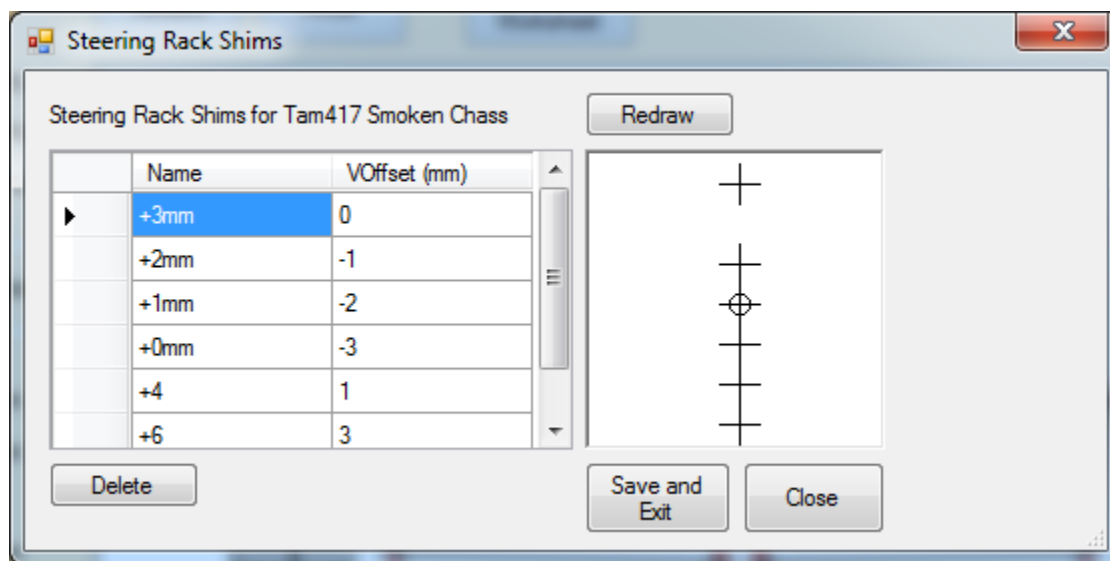 Steering Rack Shims
Steering Rack Shims for Tam417 Smoken Chass
Redraw
Name VOffset (mm)
+3mm 0
+2mm -1
+1mm -2
+0mm -3
+4 1
+6 3
Delete
Save and
Exit
Close